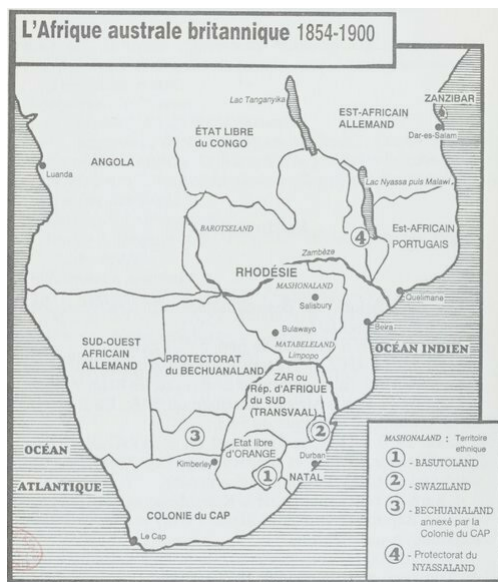 L'Afrique australe britannique 1854-1900
Lac Tanganyika
EST-AFRICAIN
ALLEMAND
ZANZIBAR
Dar-es-Salam
ÉTAT LIBRE
du CONGO
ANGOLA
Luanda
Lac Nyassa puis Malawi
BAROTSELAND
4
Est-AFRICAIN
PORTUGAIS
Zambèze
RHODÉSIE
MASHONALAND
Salisbury
Quelimane
Bulawayo
Beira
MATABELELAND
Limpopo
OCÉAN INDIEN
SUD-OUEST
AFRICAIN
ALLEMAND
PROTECTORAT
du BECHUANALAND
ZAR ou
Rép. d'AFRIQUE
du SUD
(TRANSVAAL)
3
2
Etat libre
d'ORANGE
Kimberley
1
Durban
NATAL
OCÉAN
ATLANTIQUE
COLONIE du CAP
Le Cap
MASHONALAND : Territoire
ethnique
1 - BASUTOLAND
2 - SWAZILAND
3 - BECHUANALAND
annexé par la
Colonie du CAP
4 - Protectorat du
NYASSALAND